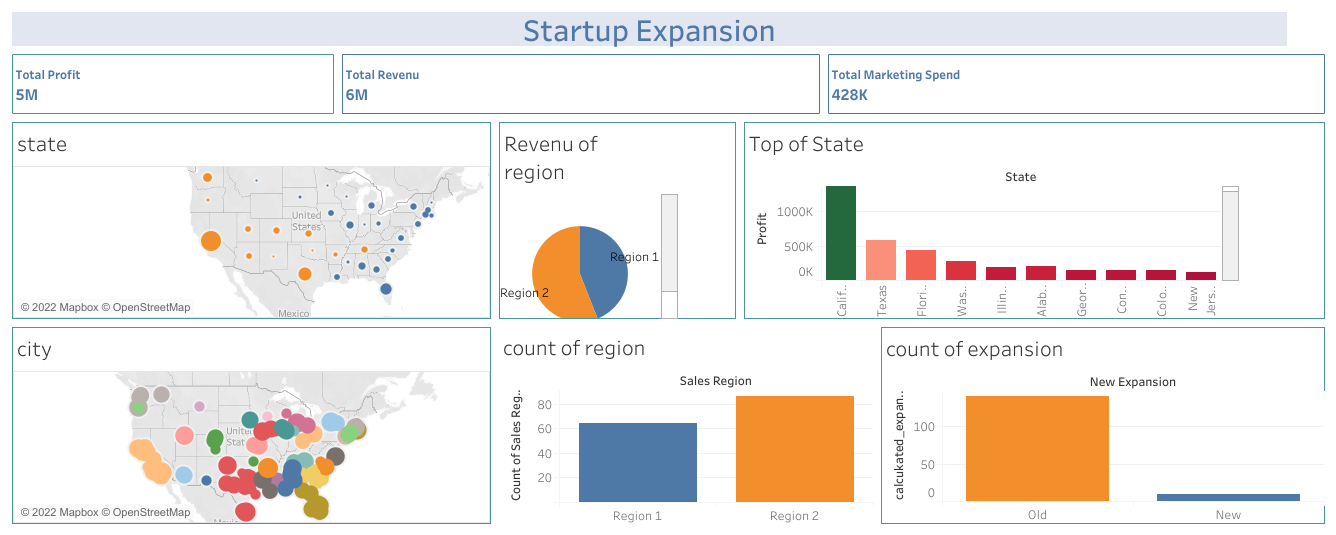 Startup Expansion
Total Profit
5M
Total Revenu
6M
Total Marketing Spend
428K
state
United
States
Mexico
© 2022 Mapbox © OpenStreetMap
Revenu of
region
Region 1
Region 2
Top of State
State
Profit
1000K
500K
0K
Calif..
Texas
Flori..
Was..
Illin..
Alab..
Geor..
Con..
Colo..
New
Jers..
city
United
© 2022 Mapbox © OpenStreetMap
count of region
Sales Region
Count of Sales Reg..
80
60
40
20
Region 1
Region 2
count of expansion
New Expansion
calcukated_expan..
100
50
0
Old
New